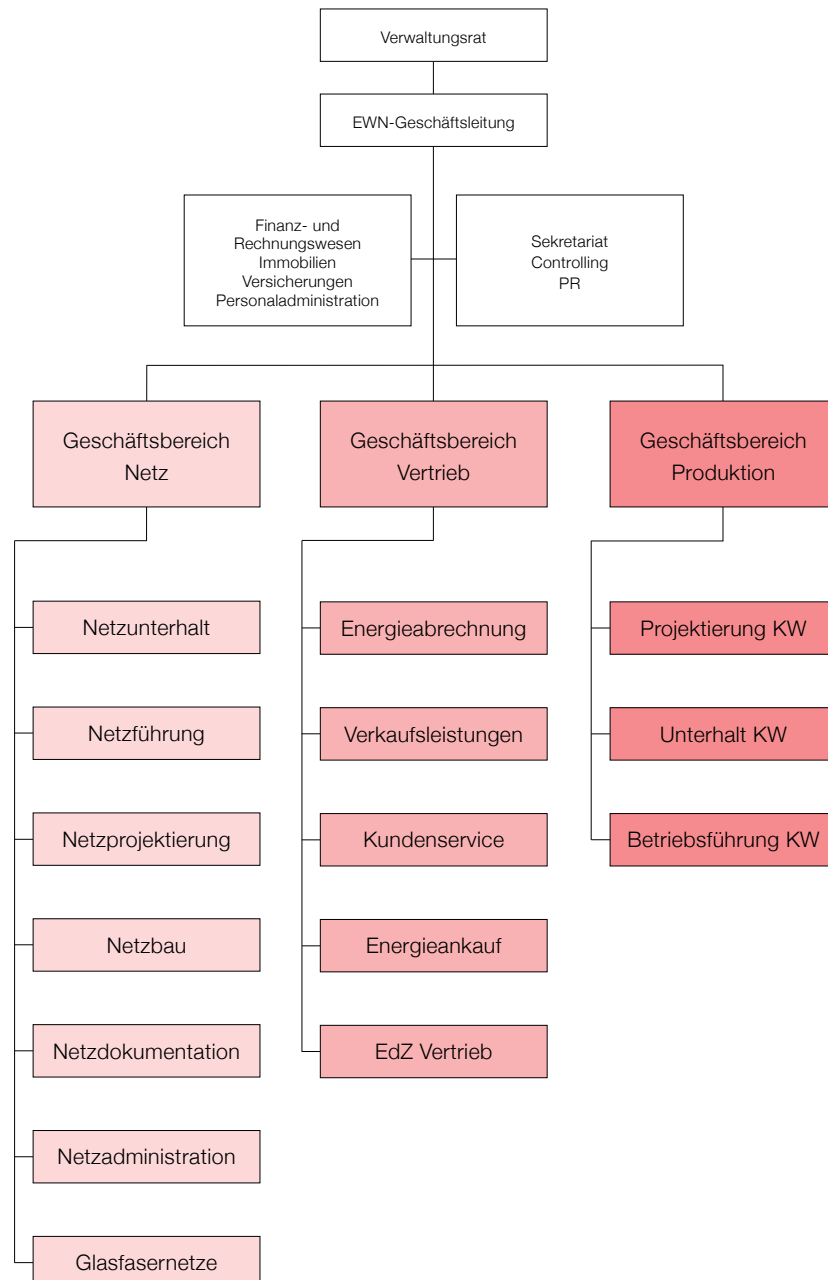 Verwaltungsrat
EWN-Geschäftsleitung
Finanz- und
Rechnungswesen
Immobilien
Versicherungen
Personaladministration
Sekretariat
Controlling
PR
Geschäftsbereich
Netz
Netzunterhalt
Netzführung
Netzprojektierung
Netzbau
Netzdokumentation
Netzadministration
Glasfasernetze
Geschäftsbereich
Vertrieb
Energieabrechnung
Verkaufsleistungen
Kundenservice
Energieankauf
EdZ Vertrieb
Geschäftsbereich
Produktion
Projektierung KW
Unterhalt KW
Betriebsführung KW